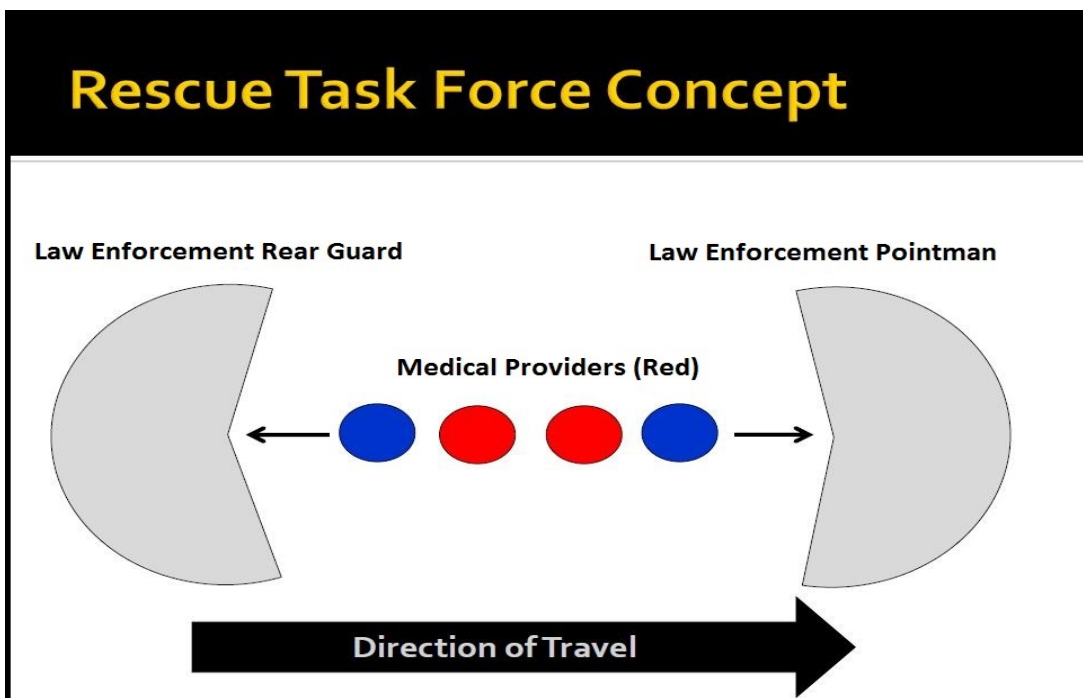 Rescue Task Force Concept
Law Enforcement Rear Guard
Law Enforcement Pointman
Medical Providers (Red)
Direction of Travel